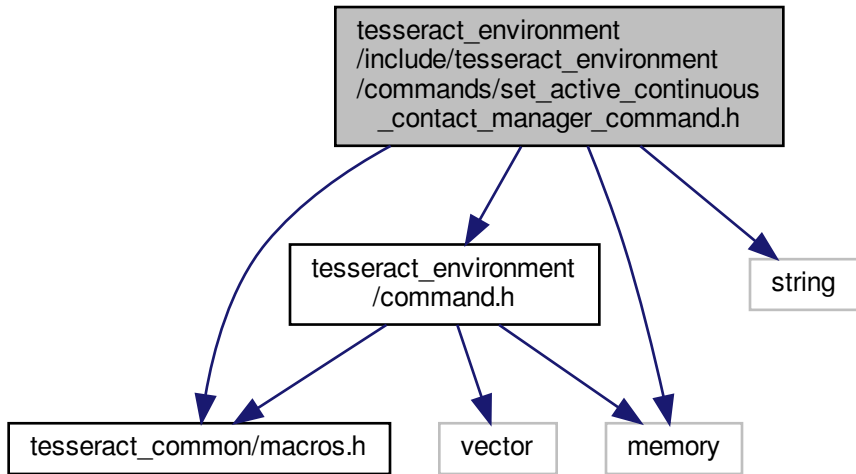 tesseract_environment
/include/tesseract_environment
/commands/set_active_continuous
_contact_manager_command.h
tesseract_environment
/command.h
string
tesseract_common/macros.h
vector
memory